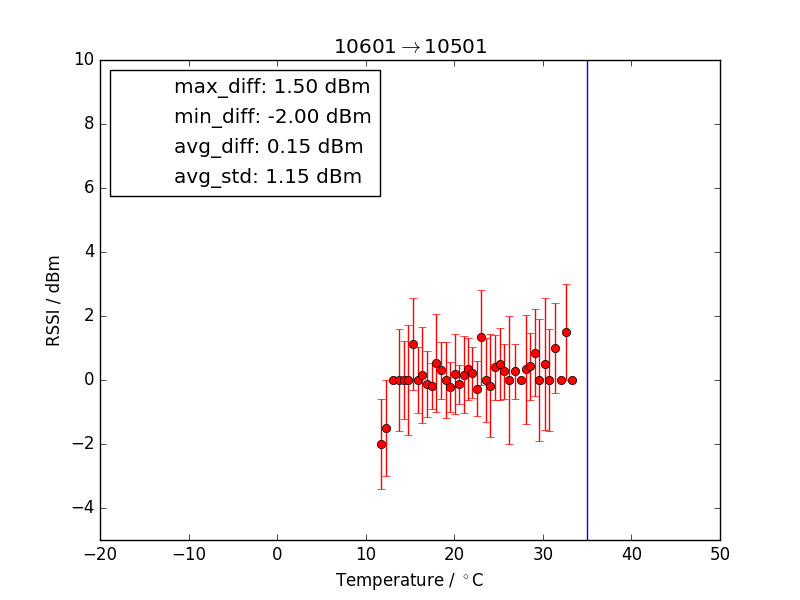 10601→10501
max_diff: 1.50 dBm
min_diff: -2.00 dBm
avg_diff: 0.15 dBm
avg_std: 1.15 dBm
10
8
6
4
2
0
−2
−4
RSSI / dBm
−20 −10 0 10 20 30 40 50
Temperature / °C